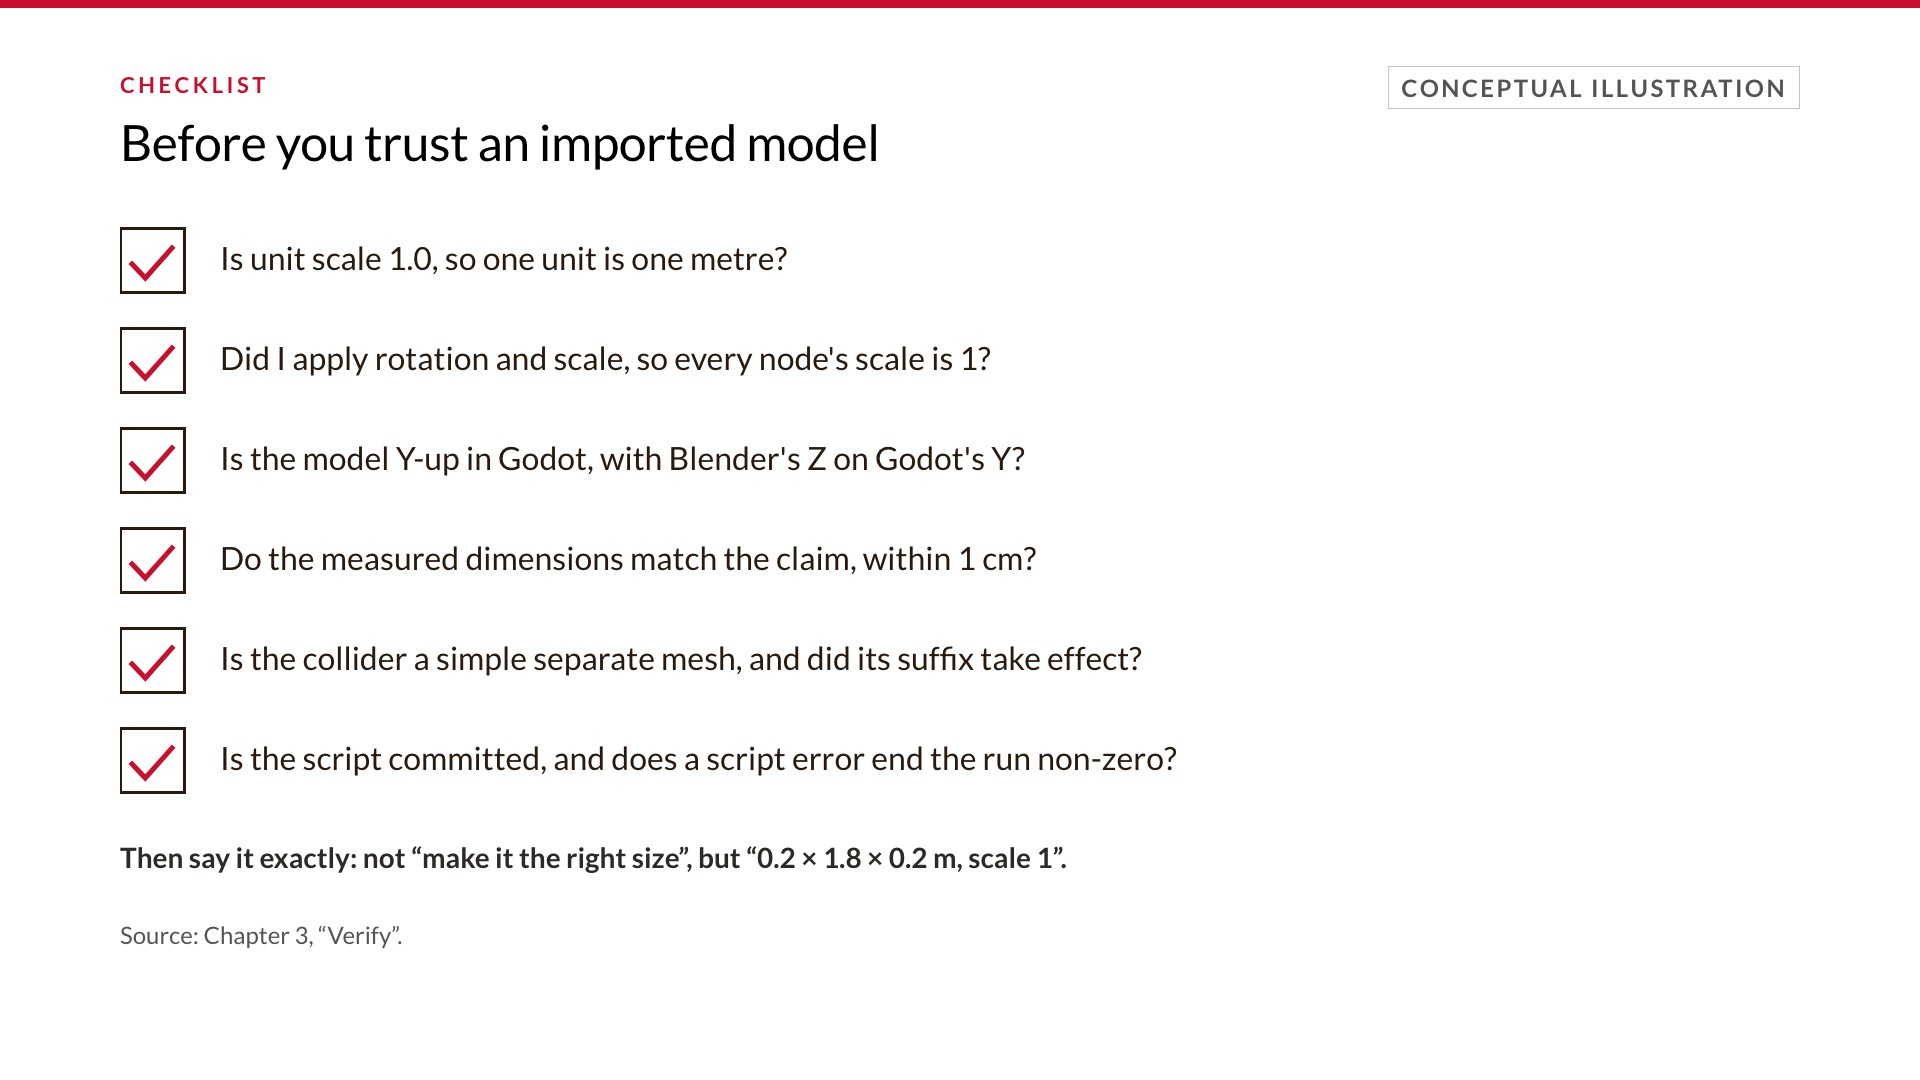 CHECKLIST
CONCEPTUAL ILLUSTRATION
Before you trust an imported model
Is unit scale 1.0, so one unit is one metre?
Did I apply rotation and scale, so every node's scale is 1?
Is the model Y-up in Godot, with Blender's Z on Godot's Y?
Do the measured dimensions match the claim, within 1 cm?
Is the collider a simple separate mesh, and did its suffix take effect?
Is the script committed, and does a script error end the run non-zero?
Then say it exactly: not “make it the right size”, but “0.2 × 1.8 × 0.2 m, scale 1”.
Source: Chapter 3, “Verify”.